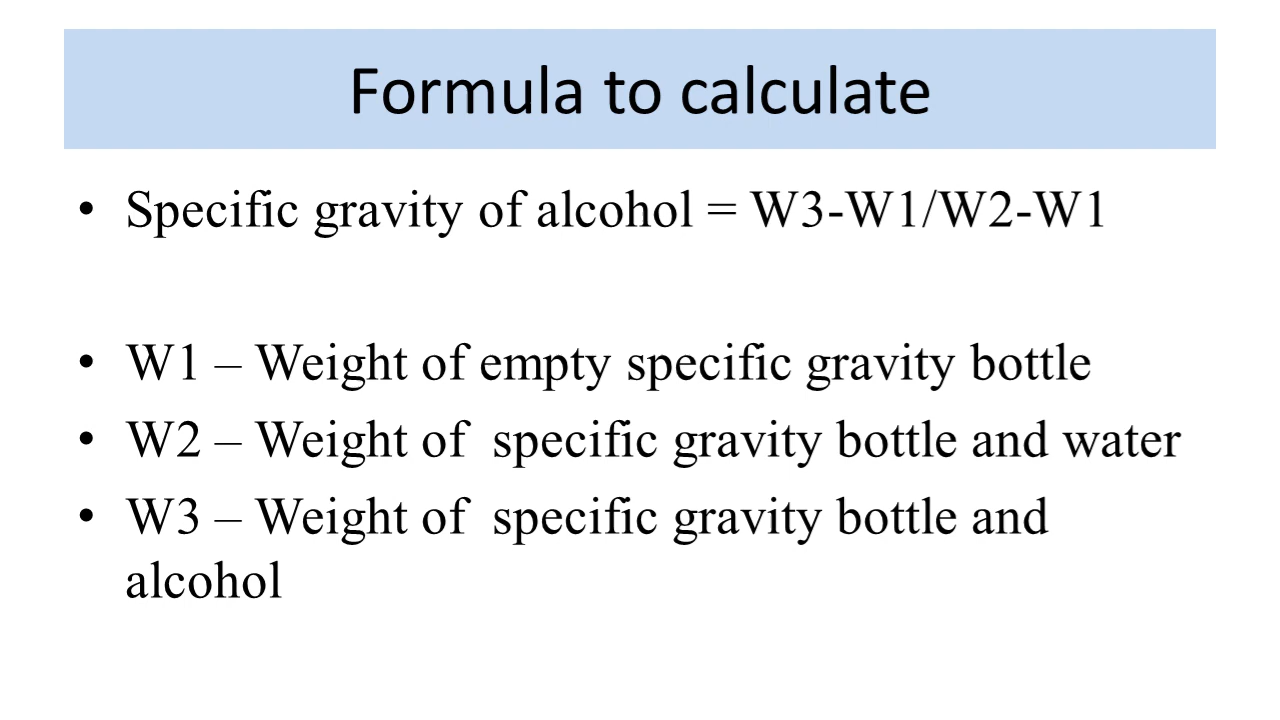 Formula to calculate
• Specific gravity of alcohol = W3-W1/W2-W1
• W1 – Weight of empty specific gravity bottle
• W2 – Weight of  specific gravity bottle and water
• W3 – Weight of  specific gravity bottle and
alcohol